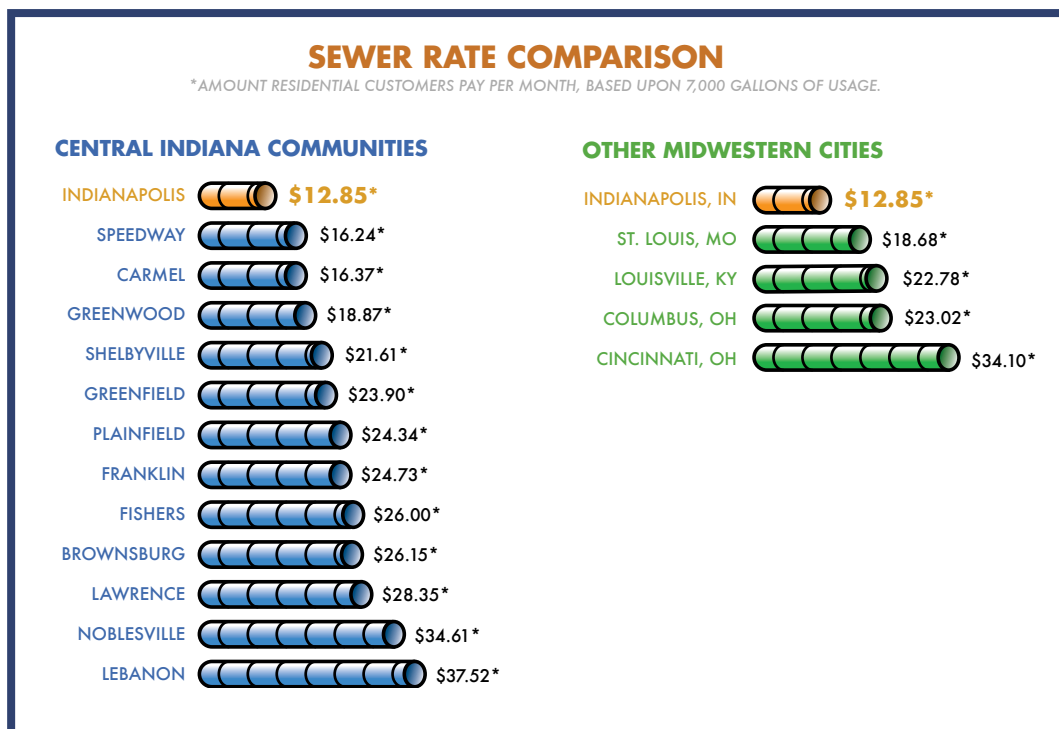 SEWER RATE COMPARISON
*AMOUNT RESIDENTIAL CUSTOMERS PAY PER MONTH, BASED UPON 7,000 GALLONS OF USAGE.
CENTRAL INDIANA COMMUNITIES
INDIANAPOLIS $12.85*
SPEEDWAY $16.24*
CARMEL $16.37*
GREENWOOD $18.87*
SHELBYVILLE $21.61*
GREENFIELD $23.90*
PLAINFIELD $24.34*
FRANKLIN $24.73*
FISHERS $26.00*
BROWNSBURG $26.15*
LAWRENCE $28.35*
NOBLESVILLE $34.61*
LEBANON $37.52*
OTHER MIDWESTERN CITIES
INDIANAPOLIS, IN $12.85*
ST. LOUIS, MO $18.68*
LOUISVILLE, KY $22.78*
COLUMBUS, OH $23.02*
CINCINNATI, OH $34.10*